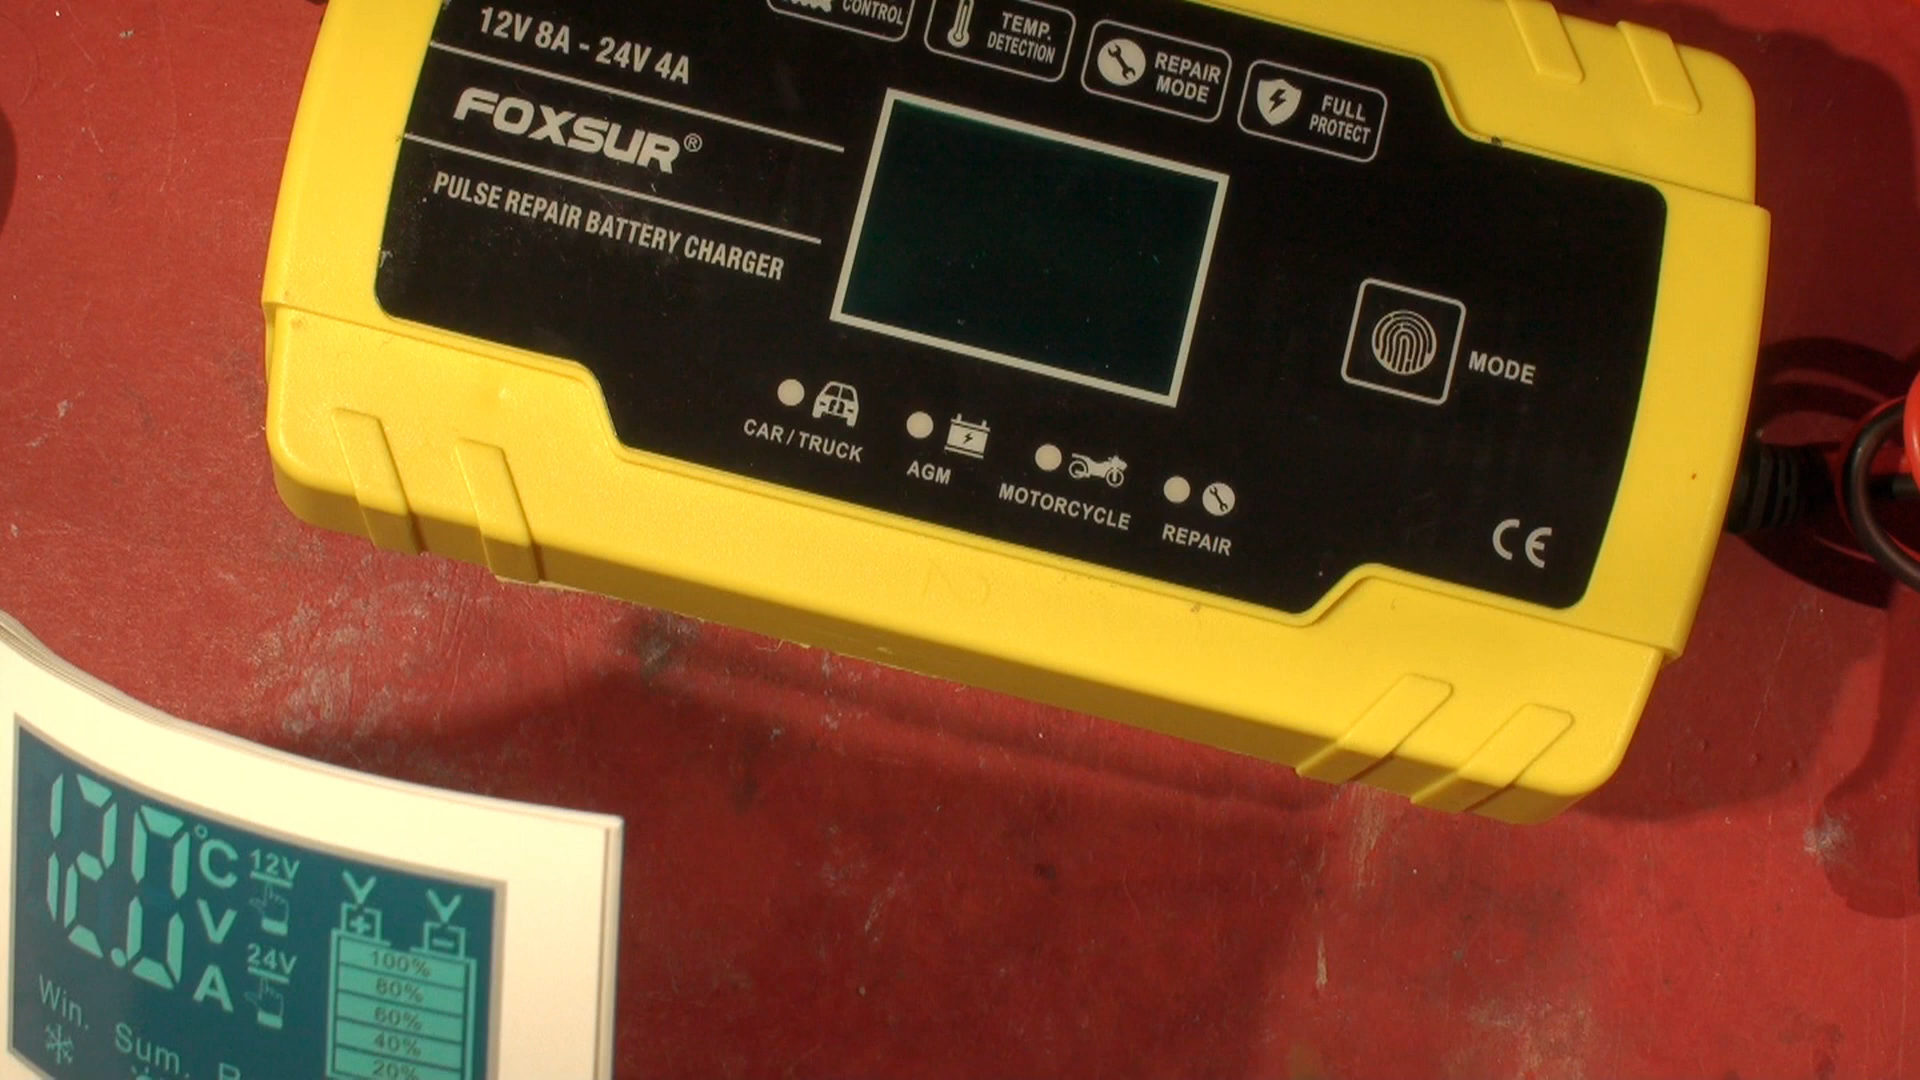 12V 8A - 24V 4A
FOXSUR®
PULSE REPAIR BATTERY CHARGER
CONTROL
TEMP.
DETECTION
REPAIR
MODE
FULL
PROTECT
MODE
CAR / TRUCK
AGM
MOTORCYCLE
REPAIR
CE
12.0
°C
V
A
12V
24V
100%
80%
60%
40%
20%
Win.
Sum.